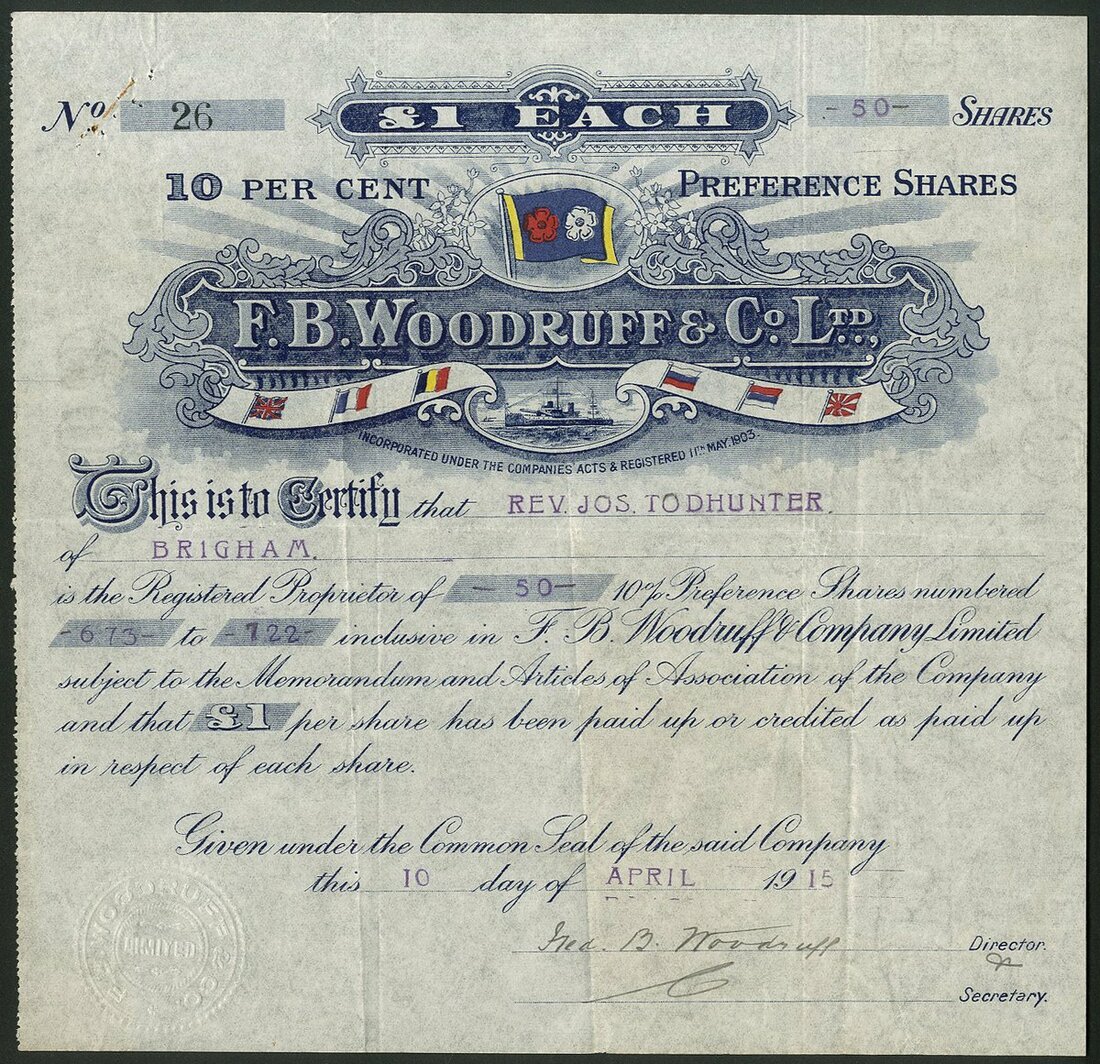 No 26 £1 EACH - 50 - SHARES
10 PER CENT PREFERENCE SHARES
F.B. WOODRUFF & Co. LTD.,
INCORPORATED UNDER THE COMPANIES ACTS & REGISTERED 11TH MAY 1903.
This is to Certify that REV. JOS. TODHUNTER.
of BRIGHAM.
is the Registered Proprietor of - 50 - 10% Preference Shares numbered
- 673 - to - 722 - inclusive in F. B. Woodruff & Company Limited
subject to the Memorandum and Articles of Association of the Company
and that £1 per share has been paid up or credited as paid up
in respect of each share.
Given under the Common Seal of the said Company
this 10 day of APRIL 1915
Fred. B. Woodruff Director.
&
Secretary.
F.B. WOODRUFF & CO.
LIMITED